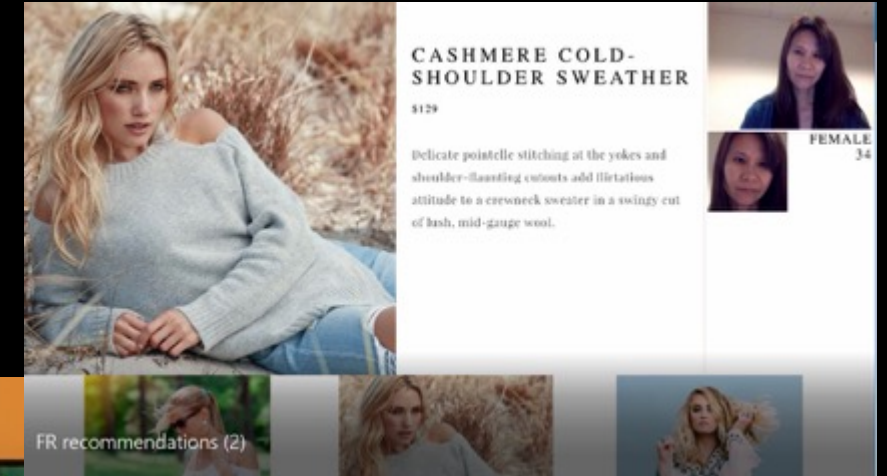 CASHMERE COLD-
SHOULDER SWEATHER
$129
Delicate pointelle stitching at the yokes and
shoulder-flaunting cutouts add flirtatious
attitude to a crewneck sweater in a swingy cut
of lush, mid-gauge wool.
FEMALE
34
FR recommendations (2)